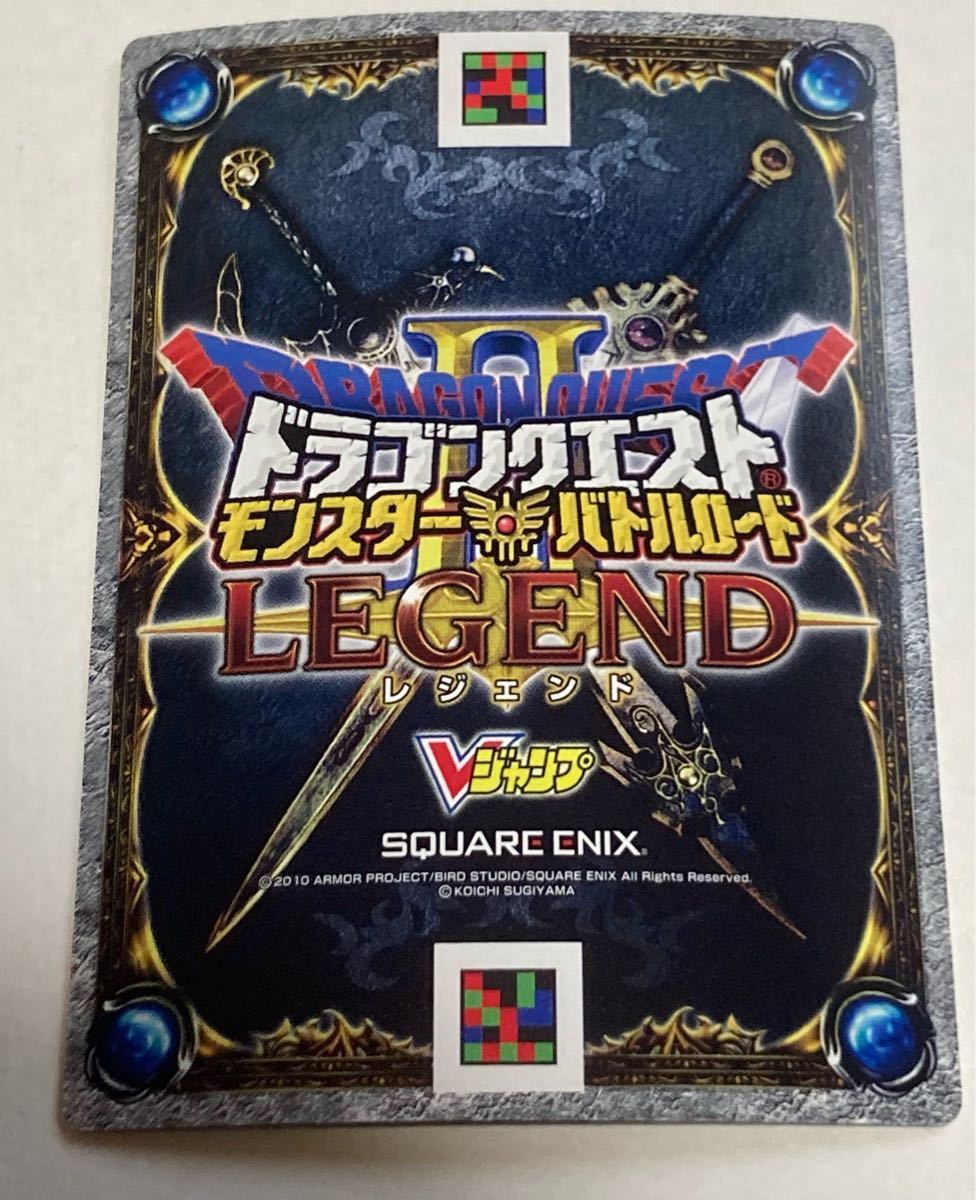 II
DRAGON QUEST
ドラゴンクエスト®
モンスターバトルロード
II
LEGEND
レジェンド
Vジャンプ
SQUARE ENIX.
©2010 ARMOR PROJECT/BIRD STUDIO/SQUARE ENIX All Rights Reserved.
©KOICHI SUGIYAMA